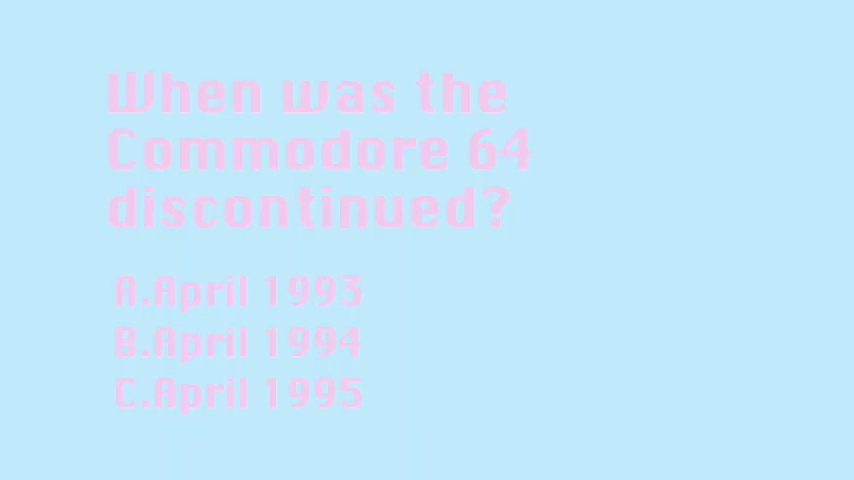 When was the
Commodore 64
discontinued?
A.April 1993
B.April 1994
C.April 1995